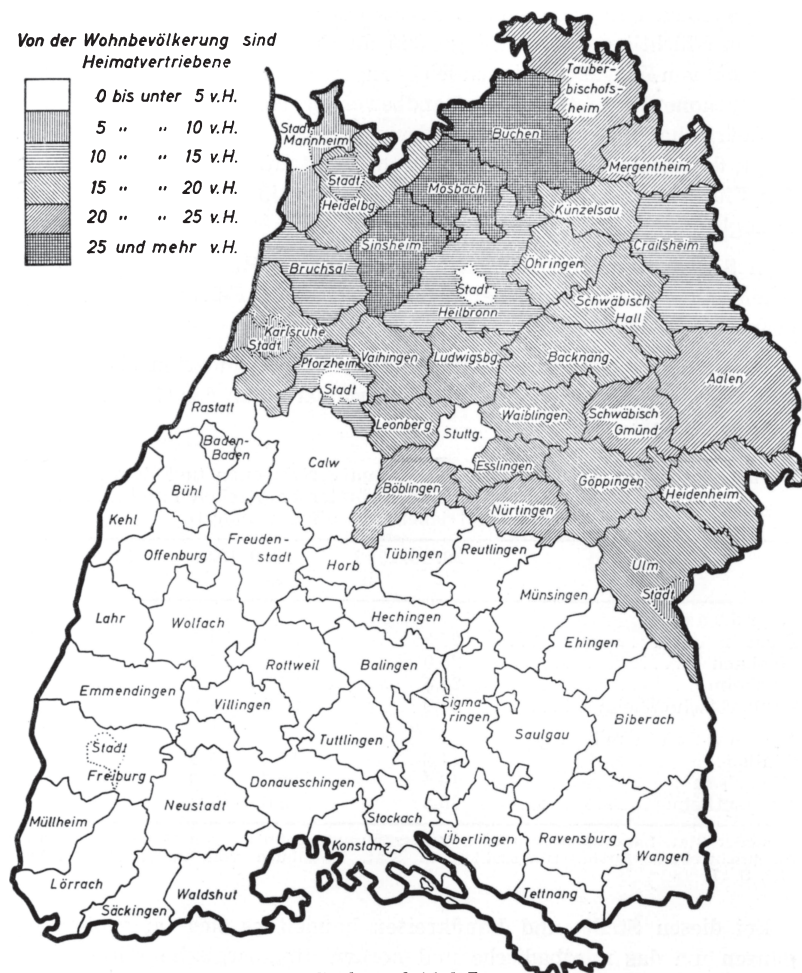 Von der Wohnbevölkerung sind
Heimatvertriebene
0 bis unter 5 v.H.
5 " " 10 v.H.
10 " " 15 v.H.
15 " " 20 v.H.
20 " " 25 v.H.
25 und mehr v.H.
Tauber-
bischofs-
heim
Stadt
Mannheim
Buchen
Mergentheim
Stadt
Heidelbg
Mosbach
Künzelsau
Sinsheim
Crailsheim
Bruchsal
Öhringen
Stadt
Heilbronn
Schwäbisch
Hall
Karlsruhe
Stadt
Pforzheim
Stadt
Vaihingen
Ludwigsbg
Backnang
Aalen
Rastatt
Leonberg
Stuttg.
Waiblingen
Schwäbisch
Gmünd
Baden-
Baden
Calw
Esslingen
Bühl
Böblingen
Göppingen
Heidenheim
Nürtingen
Kehl
Offenburg
Freuden-
stadt
Horb
Tübingen
Reutlingen
Ulm
Stadt
Münsingen
Lahr
Wolfach
Hechingen
Ehingen
Rottweil
Balingen
Emmendingen
Villingen
Sigma-
ringen
Saulgau
Biberach
Tuttlingen
Stadt
Freiburg
Donaueschingen
Neustadt
Stockach
Müllheim
Konstanz
Überlingen
Ravensburg
Wangen
Lörrach
Säckingen
Waldshut
Tettnang